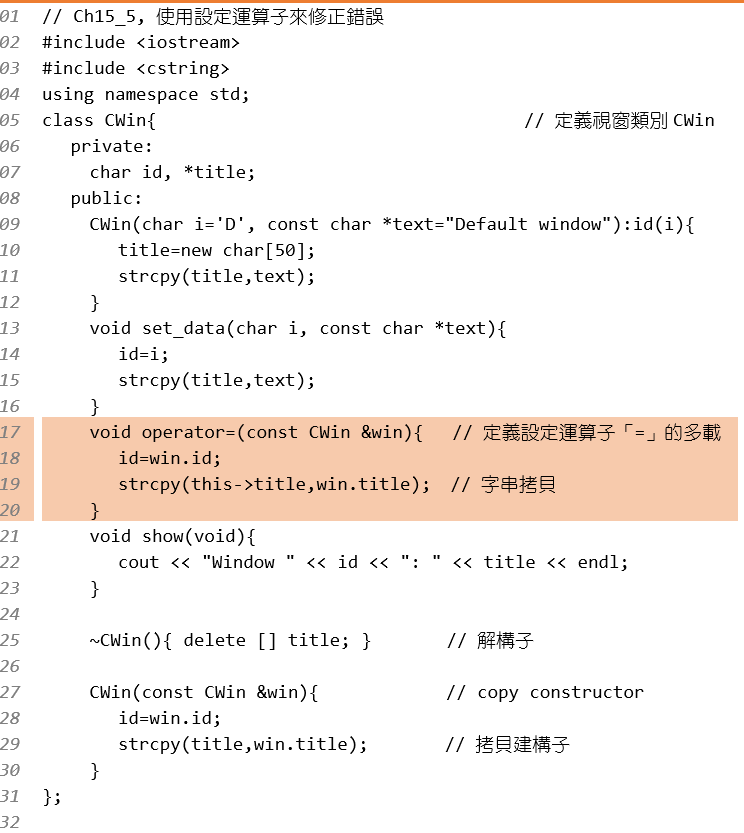 01 // Ch15_5, 使用設定運算子來修正錯誤
02 #include <iostream>
03 #include <cstring>
04 using namespace std;
05 class CWin{ // 定義視窗類別 CWin
06 private:
07 char id, *title;
08 public:
09 CWin(char i='D', const char *text="Default window"):id(i){
10 title=new char[50];
11 strcpy(title,text);
12 }
13 void set_data(char i, const char *text){
14 id=i;
15 strcpy(title,text);
16 }
17 void operator=(const CWin &win){ // 定義設定運算子「=」的多載
18 id=win.id;
19 strcpy(this->title,win.title); // 字串拷貝
20 }
21 void show(void){
22 cout << "Window " << id << ": " << title << endl;
23 }
24
25 ~CWin(){ delete [] title; } // 解構子
26
27 CWin(const CWin &win){ // copy constructor
28 id=win.id;
29 strcpy(title,win.title); // 拷貝建構子
30 }
31 };
32